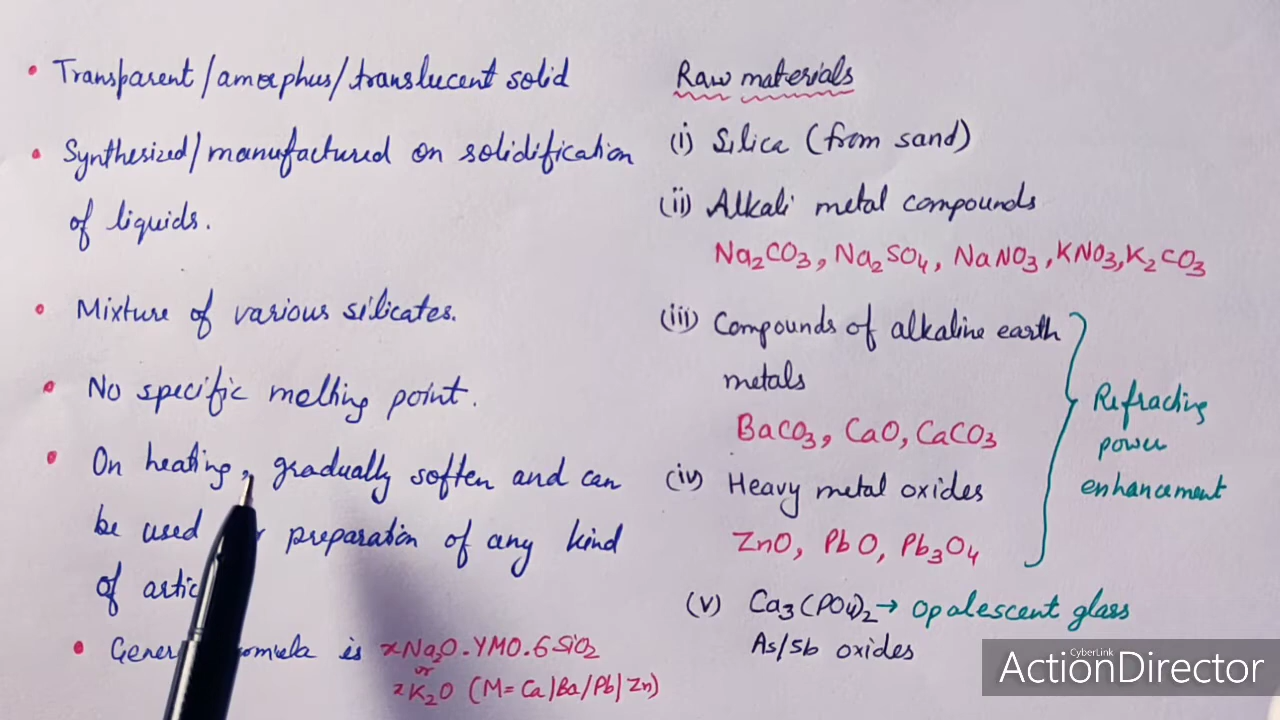 • Transparent/amorphus/translucent solid
• Synthesized/manufactured on solidification
of liquids.
• Mixture of various silicates.
• No specific melting point.
• On heating, gradually soften and can
be used preparation of any kind
of artic
• Gener omula is xNa₂O.YMO.6SiO₂
or
xK₂O (M=Ca/Ba/Pb/Zn)
Raw materials
(i) Silica (from sand)
(ii) Alkali metal compounds
Na₂CO₃, Na₂SO₄, NaNO₃, KNO₃, K₂CO₃
(iii) Compounds of alkaline earth
metals
BaCO₃, CaO, CaCO₃
(iv) Heavy metal oxides
ZnO, PbO, Pb₃O₄
Refracting
power
enhancement
(v) Ca₃(PO₄)₂→ opalescent glass
As/Sb oxides
CyberLink
ActionDirector